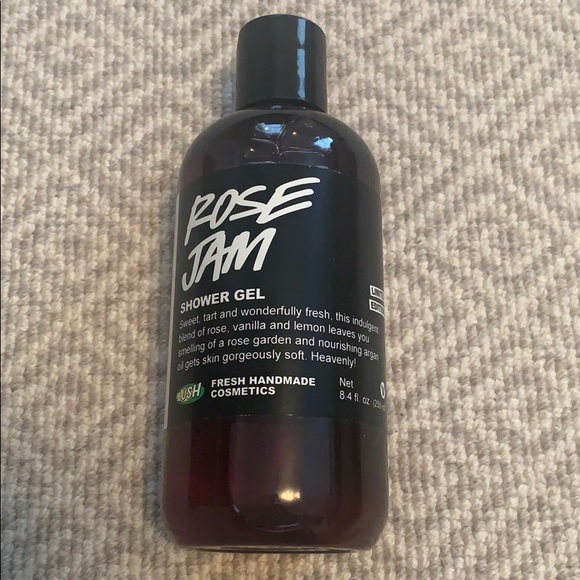 ROSE
JAM
SHOWER GEL
Sweet, tart and wonderfully fresh, this indulgent
blend of rose, vanilla and lemon leaves you
smelling of a rose garden and nourishing argan
oil gets skin gorgeously soft. Heavenly!
LUSH
FRESH HANDMADE
COSMETICS
Net
8.4 fl. oz.